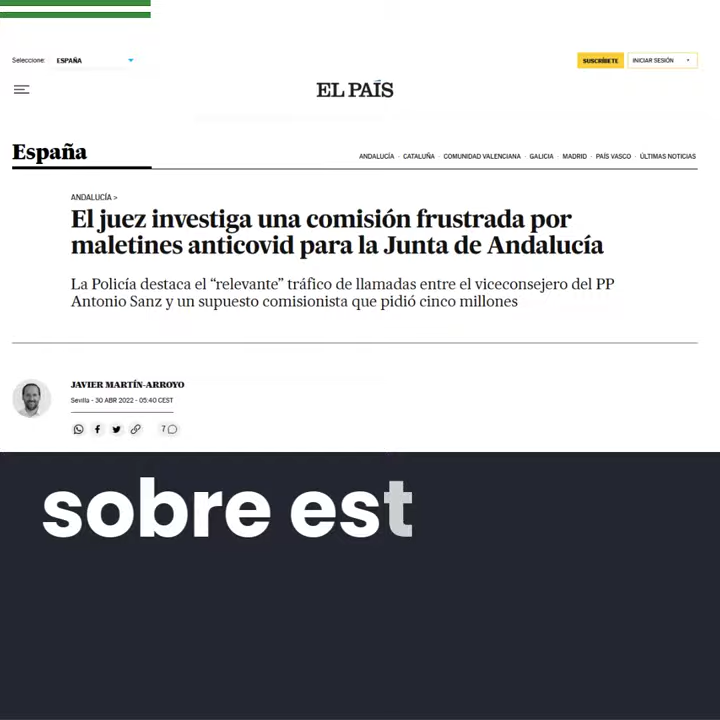 Seleccione: ESPAÑA
SUSCRÍBETE INICIAR SESIÓN
EL PAÍS
España
ANDALUCÍA · CATALUÑA · COMUNIDAD VALENCIANA · GALICIA · MADRID · PAÍS VASCO · ÚLTIMAS NOTICIAS
ANDALUCÍA >
El juez investiga una comisión frustrada por
maletines anticovid para la Junta de Andalucía
La Policía destaca el “relevante” tráfico de llamadas entre el viceconsejero del PP
Antonio Sanz y un supuesto comisionista que pidió cinco millones
JAVIER MARTÍN-ARROYO
Sevilla - 30 ABR 2022 - 05:40 CEST
7
sobre est